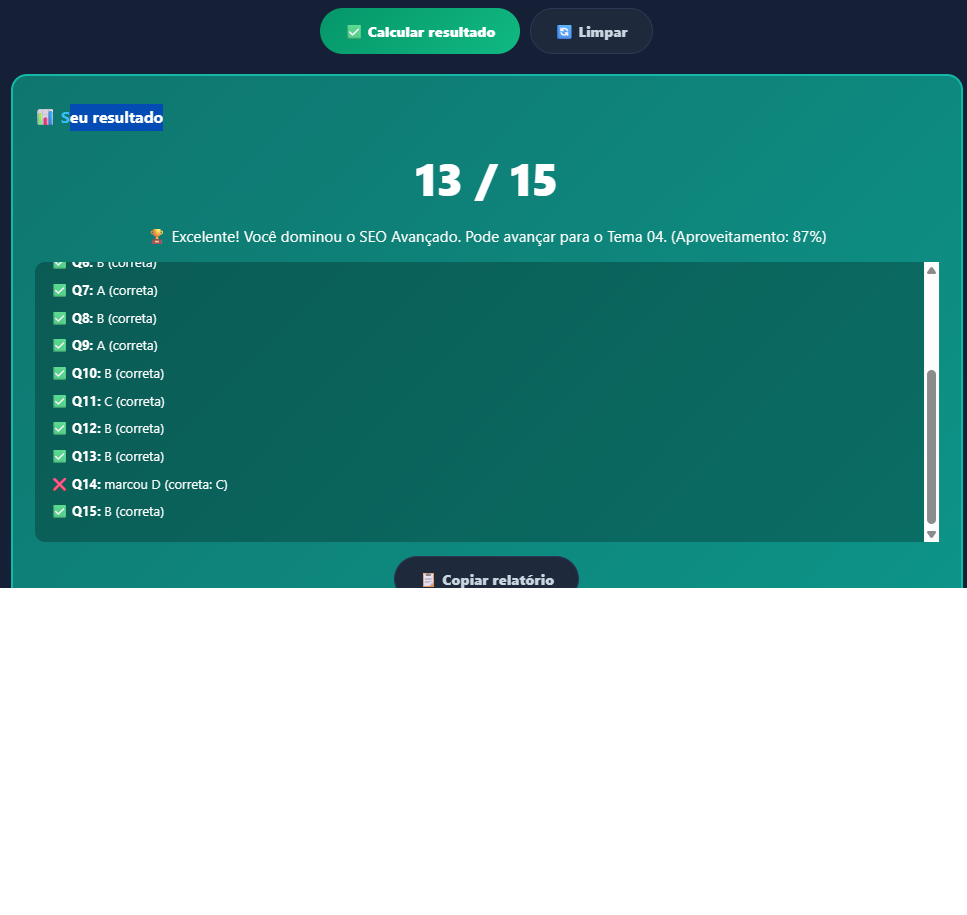 Calcular resultado
Limpar
Seu resultado
13 / 15
Excelente! Você dominou o SEO Avançado. Pode avançar para o Tema 04. (Aproveitamento: 87%)
Q6: B (correta)
Q7: A (correta)
Q8: B (correta)
Q9: A (correta)
Q10: B (correta)
Q11: C (correta)
Q12: B (correta)
Q13: B (correta)
Q14: marcou D (correta: C)
Q15: B (correta)
Copiar relatório